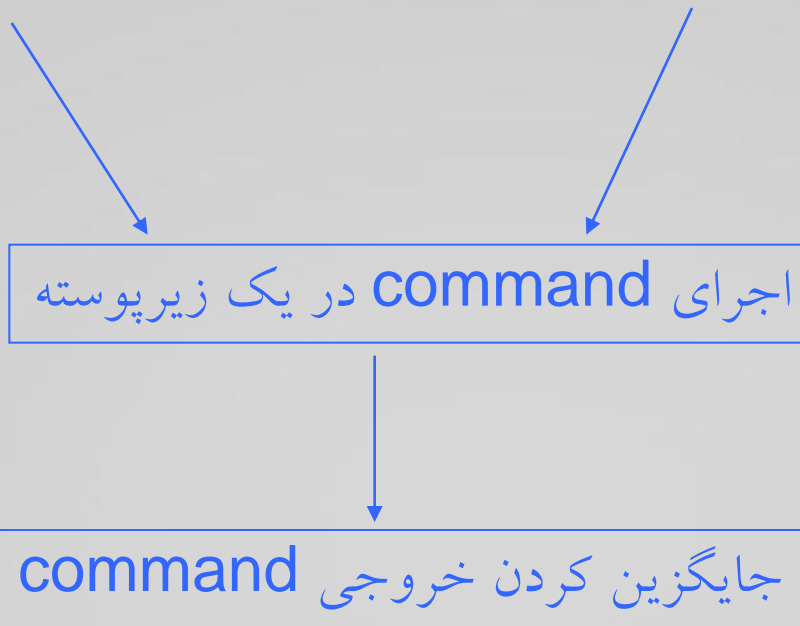 اجرای command در یک زیرپوسته
جایگزین کردن خروجی command